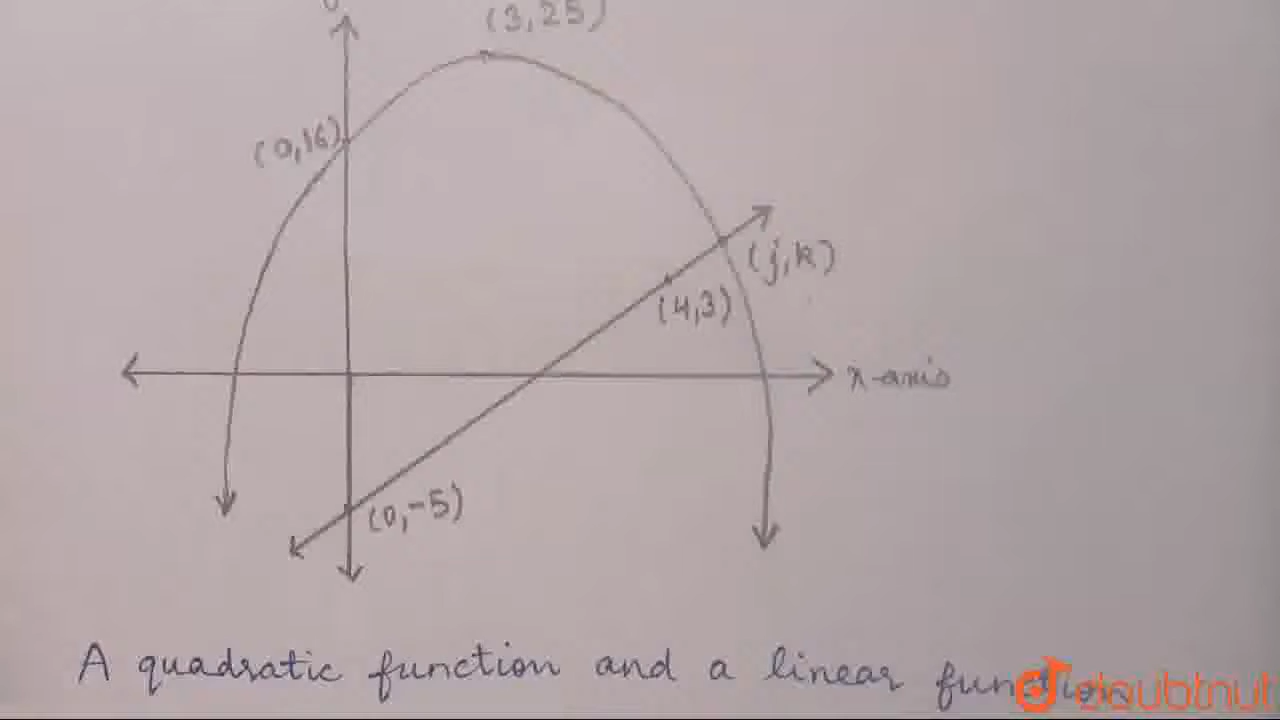 (3,25)
(0,16)
(j,k)
(4,3)
x-axis
(0,-5)
A quadratic function and a linear function
doubtnut